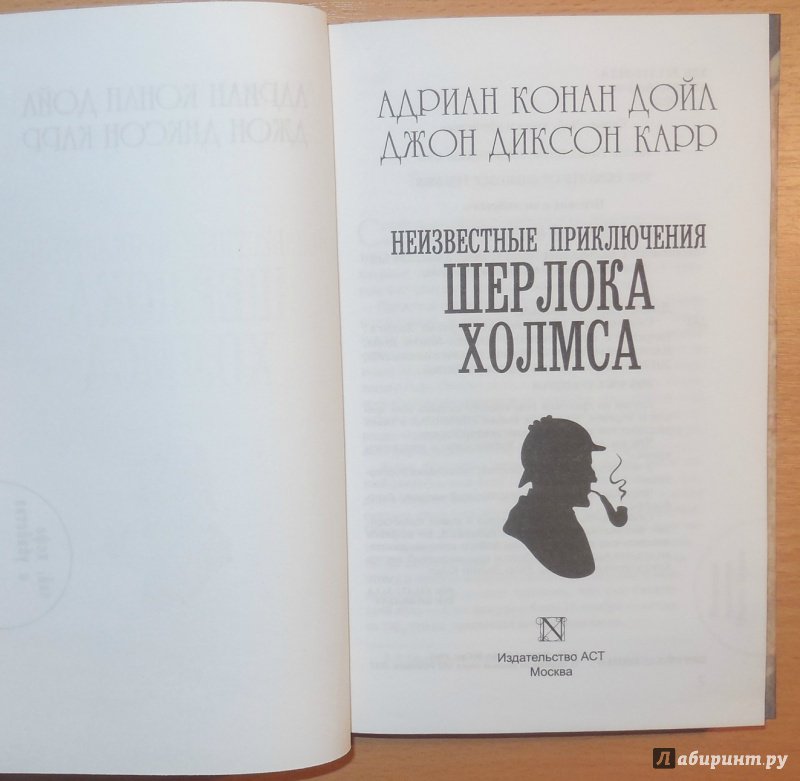 АДРИАН КОНАН ДОЙЛ
ДЖОН ДИКСОН КАРР
НЕИЗВЕСТНЫЕ ПРИКЛЮЧЕНИЯ
ШЕРЛОКА
ХОЛМСА
N
Издательство АСТ
Москва
Лабиринт.ру